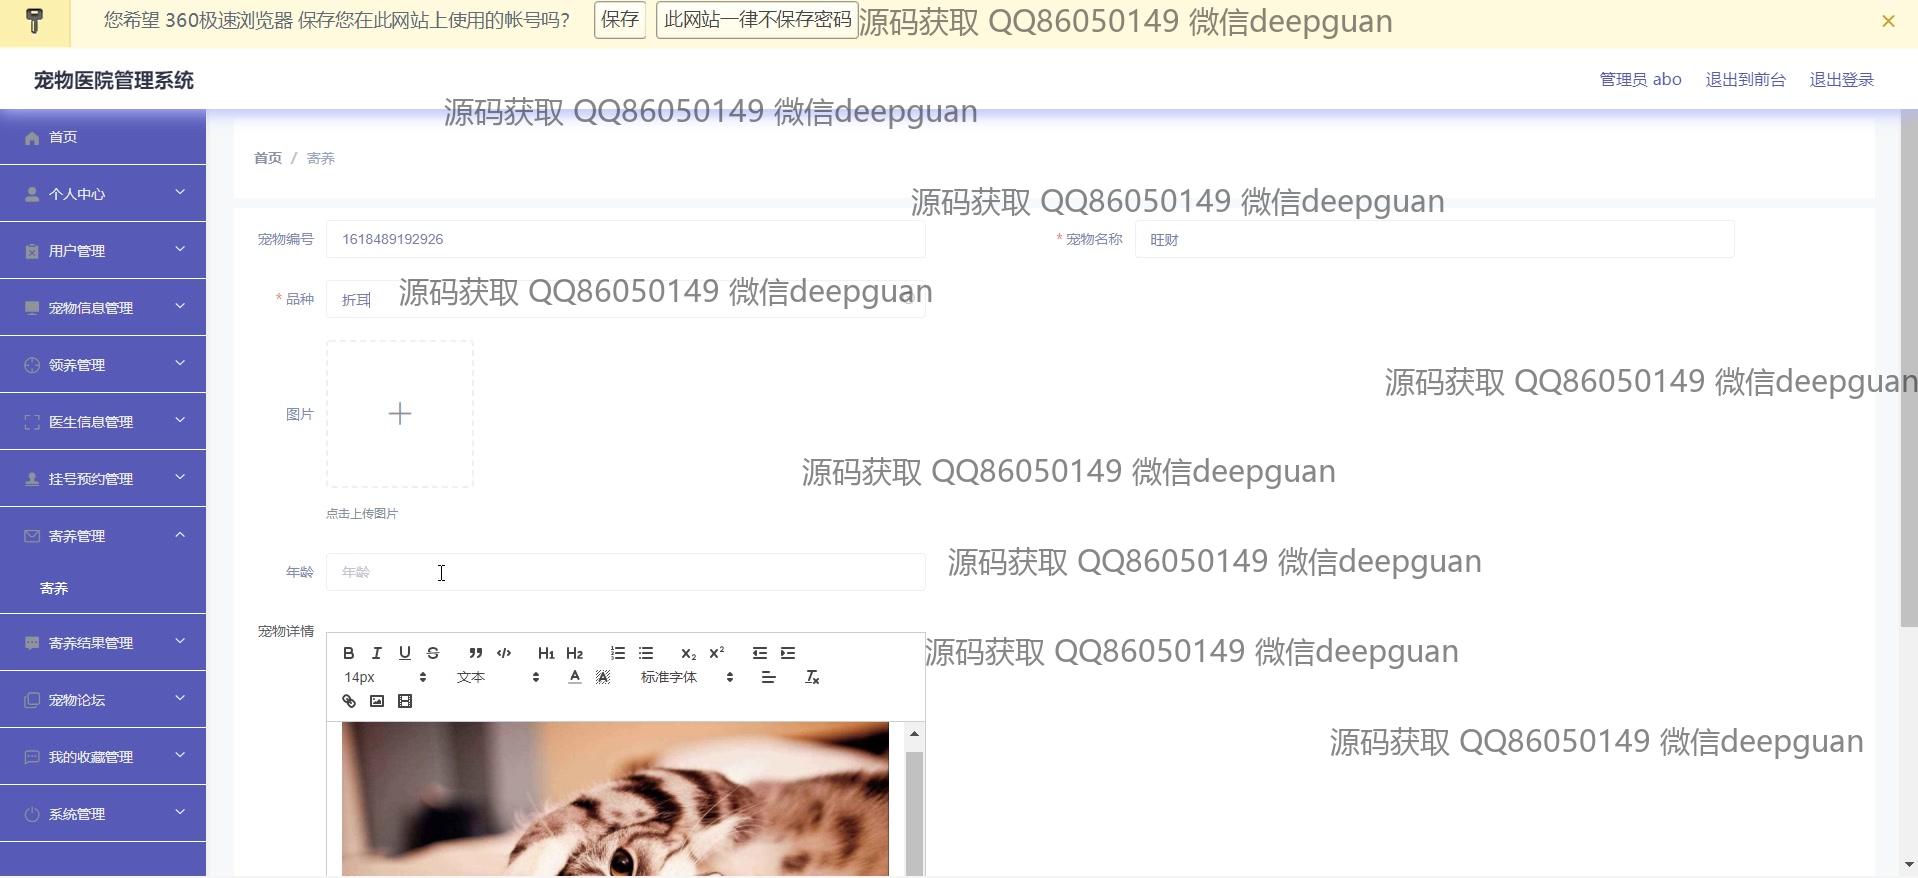 您希望 360极速浏览器 保存您在此网站上使用的帐号吗？ 保存 此网站一律不保存密码 源码获取 QQ86050149 微信deepguan
宠物医院管理系统 管理员 abo 退出到前台 退出登录
源码获取 QQ86050149 微信deepguan
首页
首页 / 寄养
个人中心
源码获取 QQ86050149 微信deepguan
宠物编号 1618489192926 * 宠物名称 旺财
用户管理
* 品种 折耳 源码获取 QQ86050149 微信deepguan
宠物信息管理
领养管理
源码获取 QQ86050149 微信deepguan
图片
医生信息管理
挂号预约管理
源码获取 QQ86050149 微信deepguan
点击上传图片
寄养管理
源码获取 QQ86050149 微信deepguan
年龄 年龄
寄养
宠物详情
寄养结果管理
源码获取 QQ86050149 微信deepguan
B I U S H1 H2 x2 x2
14px 文本 A A 标准字体 Tx
宠物论坛
源码获取 QQ86050149 微信deepguan
我的收藏管理
系统管理